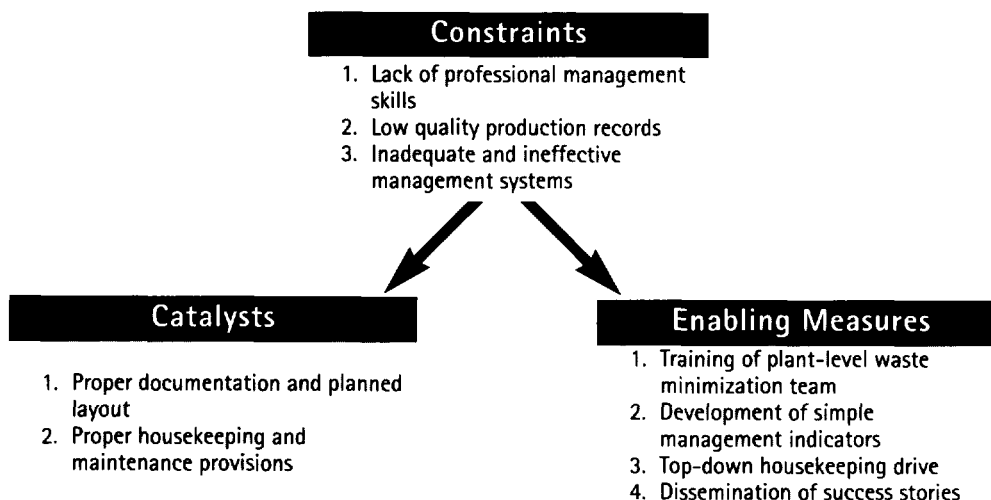 Constraints
1. Lack of professional management
skills
2. Low quality production records
3. Inadequate and ineffective
management systems
Catalysts
1. Proper documentation and planned
layout
2. Proper housekeeping and
maintenance provisions
Enabling Measures
1. Training of plant-level waste
minimization team
2. Development of simple
management indicators
3. Top-down housekeeping drive
4. Dissemination of success stories